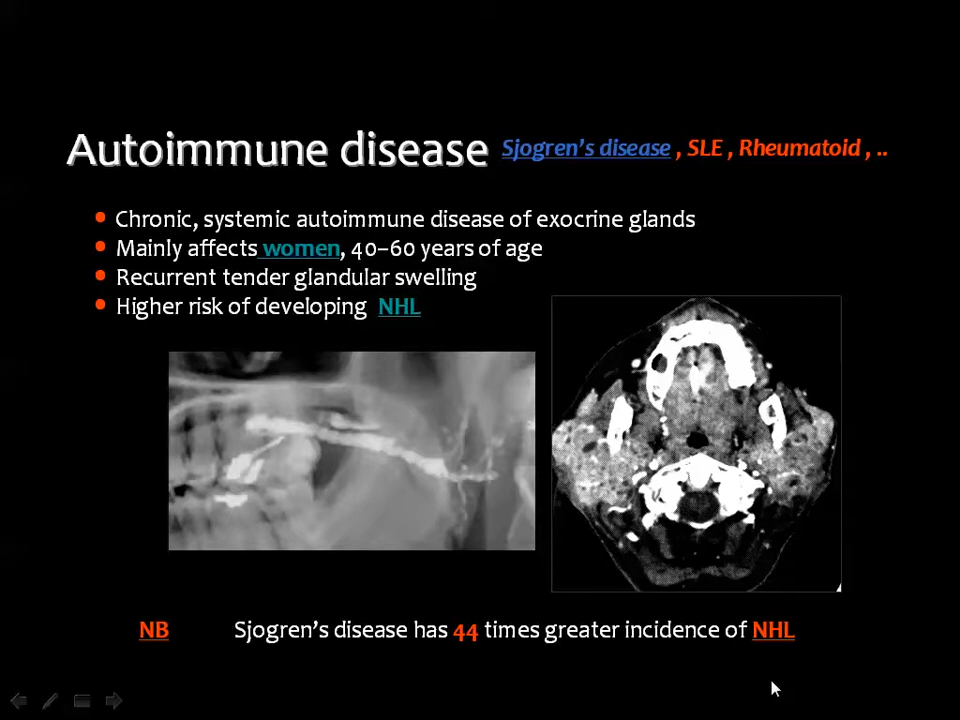 Autoimmune disease Sjogren's disease , SLE , Rheumatoid , ..
• Chronic, systemic autoimmune disease of exocrine glands
• Mainly affects women, 40–60 years of age
• Recurrent tender glandular swelling
• Higher risk of developing NHL
NB Sjogren's disease has 44 times greater incidence of NHL